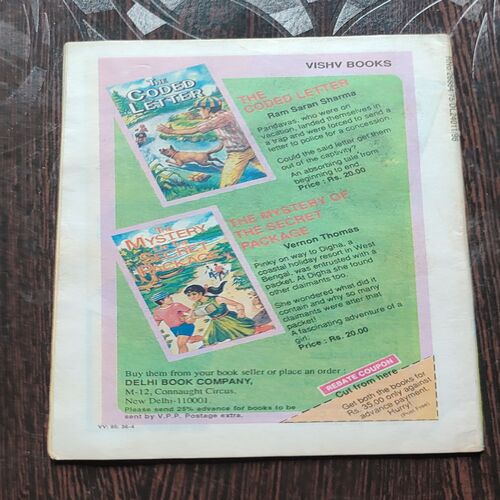 VISHV BOOKS
THE
CODED
LETTER
THE
CODED LETTER
Ram Saran Sharma
Pandavas, who were on
vacation, landed themselves in
a trap and were forced to send a
letter to police for a concession.
Could the said letter get them
out of the captivity?
An absorbing tale from
beginning to end.
Price : Rs. 20.00
THE
MYSTERY
SECRET
PACKAGE
THE MYSTERY OF
THE SECRET
PACKAGE
Vernon Thomas
Pinky on way to Digha, a
coastal holiday resort in West
Bengal, was entrusted with a
packet. At Digha she found
other claimants too.
She wondered what did it
contain and why so many
claimants were after that
packet!
A fascinating adventure of a
girl.
Price : Rs. 20.00
Buy them from your book seller or place an order :
DELHI BOOK COMPANY,
M-12, Connaught Circus,
New Delhi-110001.
Please send 25% advance for books to be
sent by V.P.P. Postage extra.
REBATE COUPON
Cut from here
Get both the books for
Rs. 35.00 only against
advance payment.
Hurry!
(Post Free)